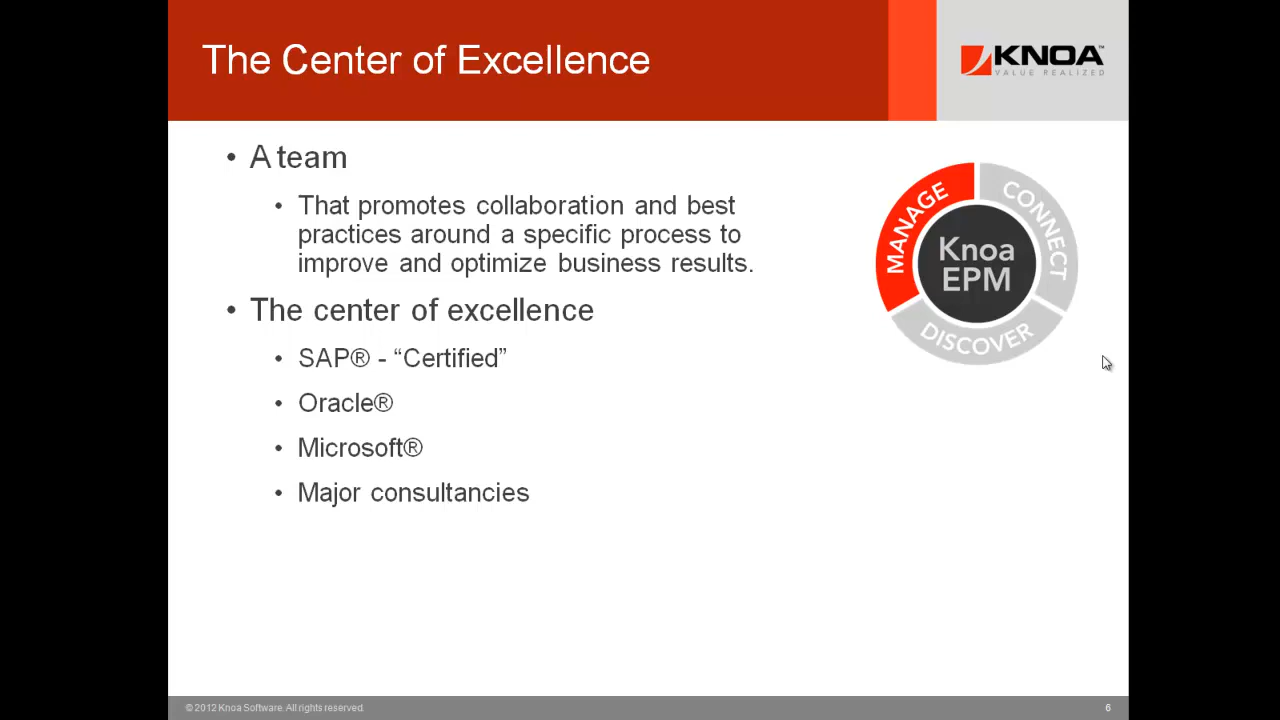 The Center of Excellence
KNOA™
VALUE REALIZED
• A team
• That promotes collaboration and best
practices around a specific process to
improve and optimize business results.
• The center of excellence
• SAP® - “Certified”
• Oracle®
• Microsoft®
• Major consultancies
MANAGE
CONNECT
Knoa
EPM
DISCOVER
© 2012 Knoa Software. All rights reserved.
6